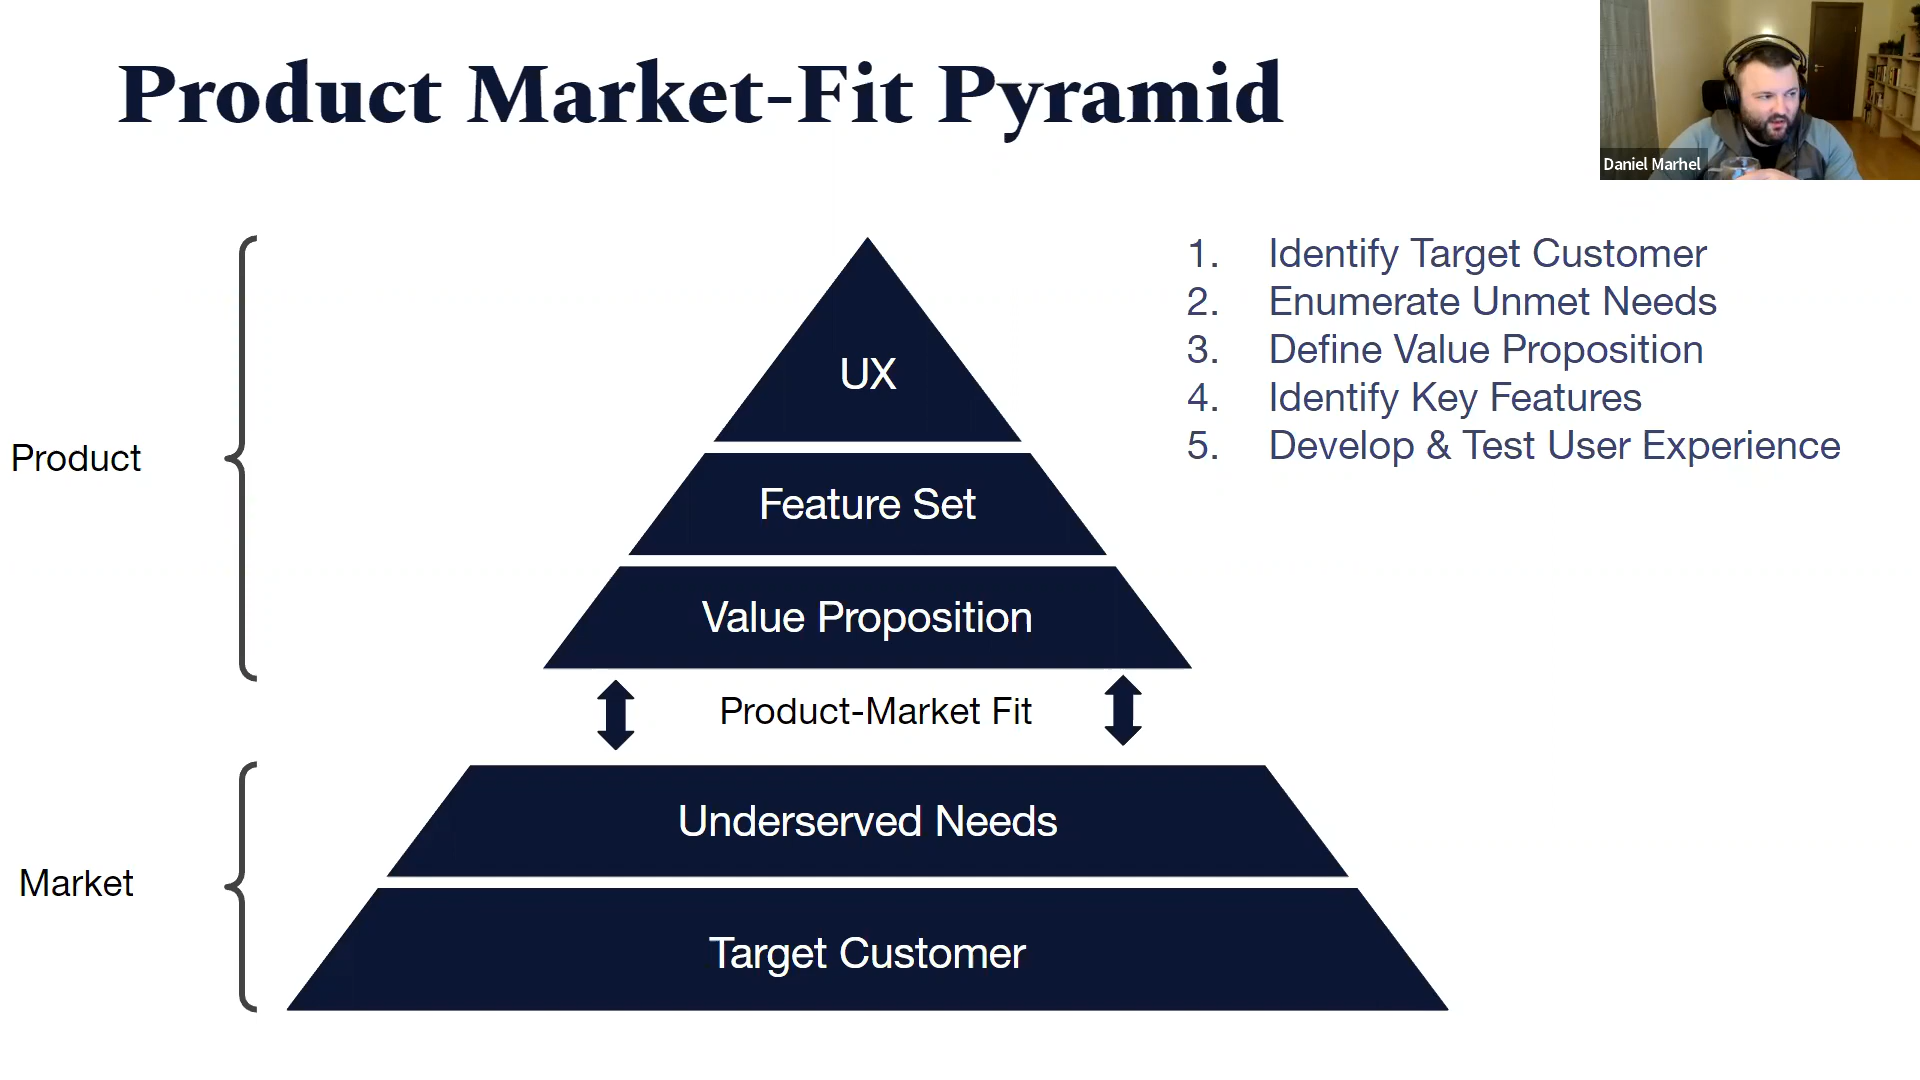 Product Market-Fit Pyramid
Daniel Marhel
1. Identify Target Customer
2. Enumerate Unmet Needs
3. Define Value Proposition
4. Identify Key Features
5. Develop & Test User Experience
Product
UX
Feature Set
Value Proposition
Product-Market Fit
Market
Underserved Needs
Target Customer